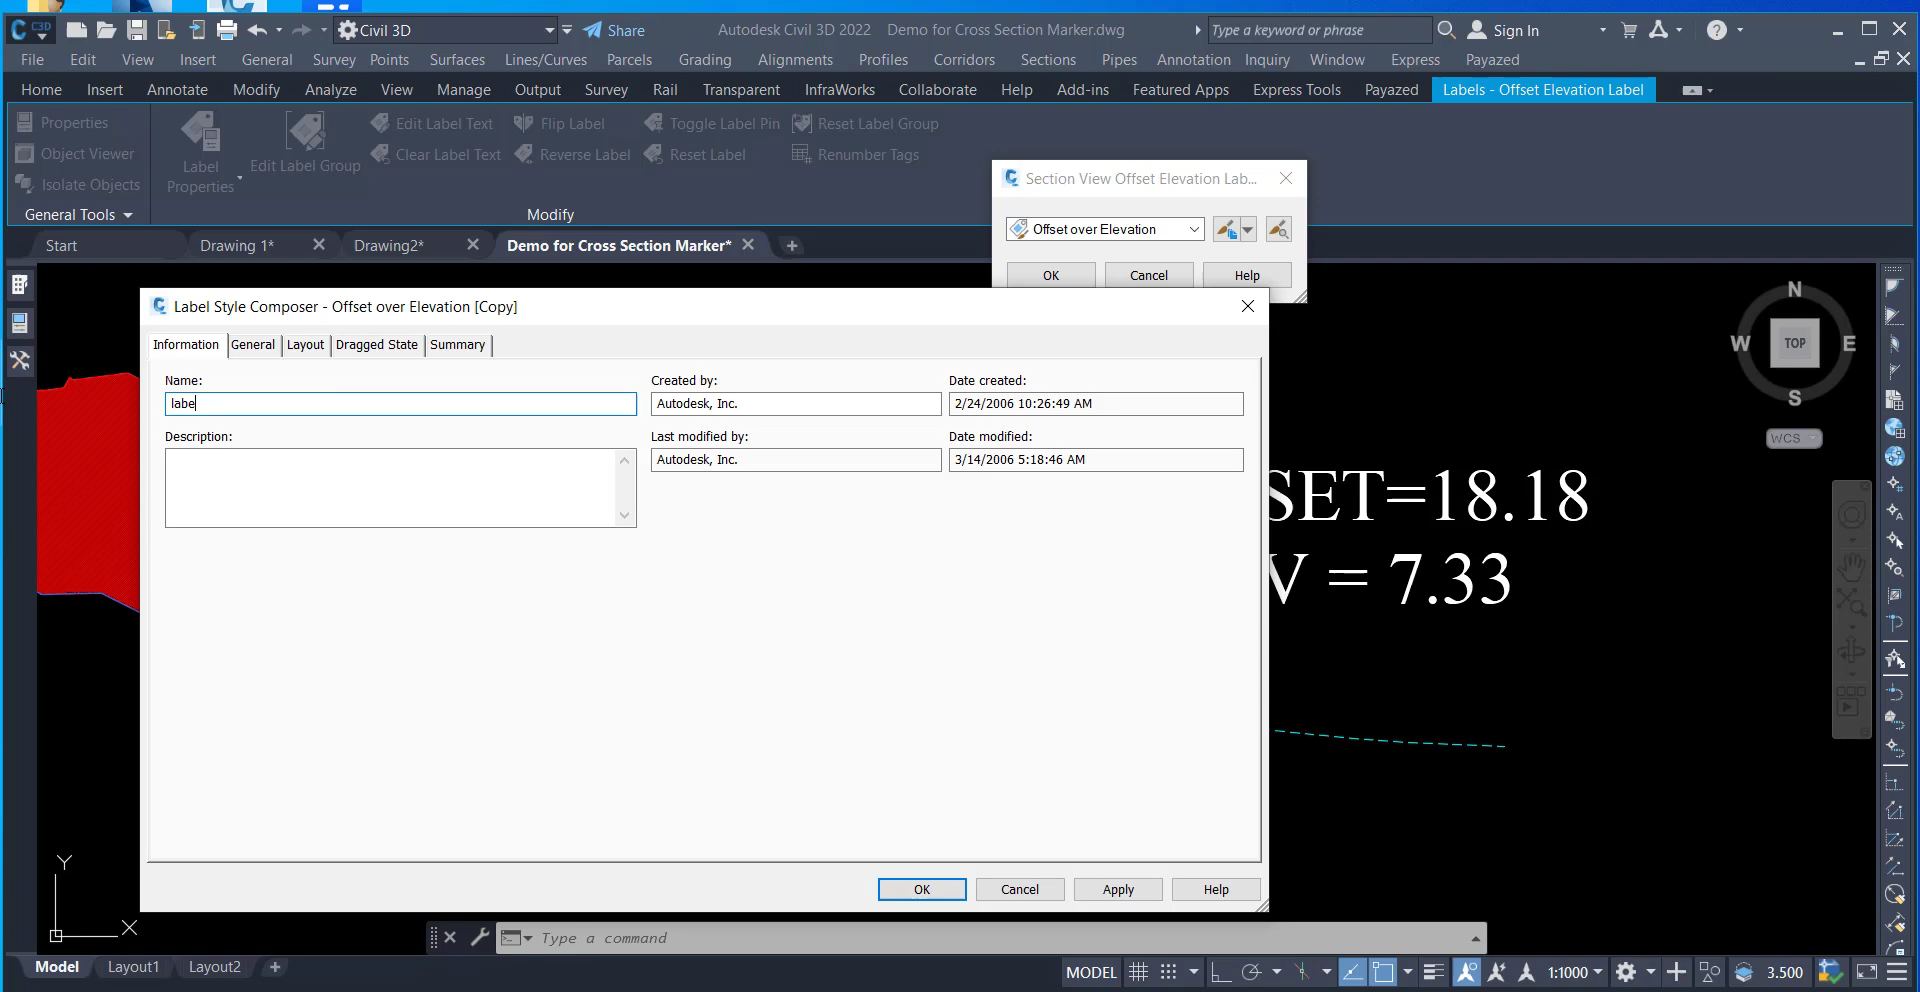 C3D
Civil 3D
Share
Autodesk Civil 3D 2022 Demo for Cross Section Marker.dwg
Type a keyword or phrase
Sign In
File Edit View Insert General Survey Points Surfaces Lines/Curves Parcels Grading Alignments Profiles Corridors Sections Pipes Annotation Inquiry Window Express Payazed
Home Insert Annotate Modify Analyze View Manage Output Survey Rail Transparent InfraWorks Collaborate Help Add-ins Featured Apps Express Tools Payazed Labels - Offset Elevation Label
Properties
Object Viewer
Isolate Objects
General Tools
Label
Properties
Edit Label Group
Edit Label Text
Clear Label Text
Flip Label
Reverse Label
Toggle Label Pin
Reset Label
Reset Label Group
Renumber Tags
Modify
Section View Offset Elevation Lab...
Offset over Elevation
OK Cancel Help
Start Drawing 1* Drawing2* Demo for Cross Section Marker*
Label Style Composer - Offset over Elevation [Copy]
Information General Layout Dragged State Summary
Name:
labe
Description:
Created by:
Autodesk, Inc.
Last modified by:
Autodesk, Inc.
Date created:
2/24/2006 10:26:49 AM
Date modified:
3/14/2006 5:18:46 AM
OK Cancel Apply Help
N
W TOP E
S
WCS
SET=18.18
V = 7.33
Y
X
Type a command
Model Layout1 Layout2
MODEL 1:1000 3.500